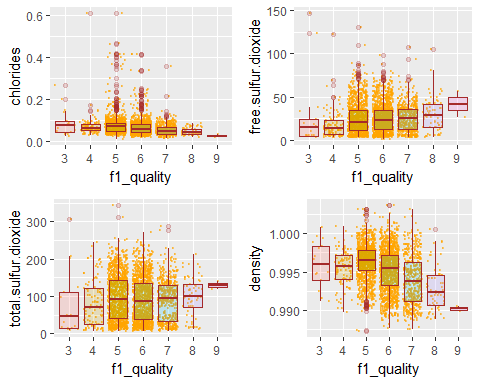 chlorides
0.6
0.4
0.2
0.0
3 4 5 6 7 8 9
f1_quality
free.sulfur.dioxide
150
100
50
0
3 4 5 6 7 8 9
f1_quality
total.sulfur.dioxide
300
200
100
0
3 4 5 6 7 8 9
f1_quality
density
1.000
0.995
0.990
3 4 5 6 7 8 9
f1_quality